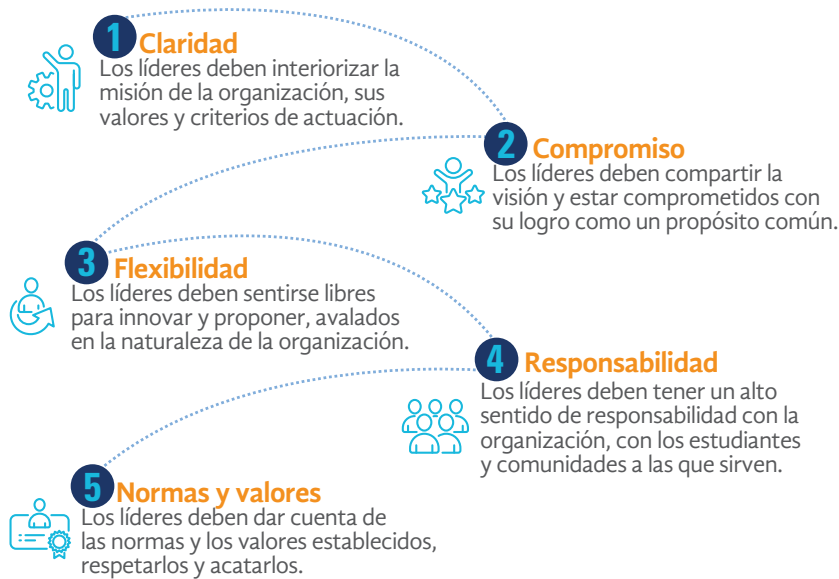 1 Claridad
Los líderes deben interiorizar la
misión de la organización, sus
valores y criterios de actuación.
2 Compromiso
Los líderes deben compartir la
visión y estar comprometidos con
su logro como un propósito común.
3 Flexibilidad
Los líderes deben sentirse libres
para innovar y proponer, avalados
en la naturaleza de la organización.
4 Responsabilidad
Los líderes deben tener un alto
sentido de responsabilidad con la
organización, con los estudiantes
y comunidades a las que sirven.
5 Normas y valores
Los líderes deben dar cuenta de
las normas y los valores establecidos,
respetarlos y acatarlos.